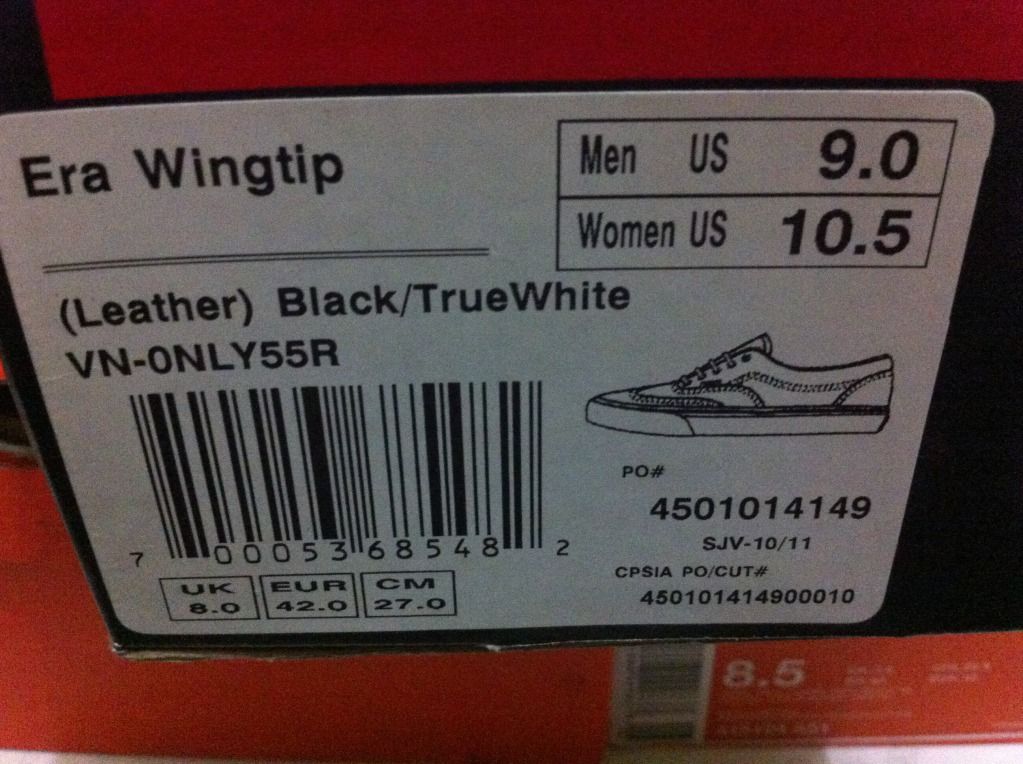 Era Wingtip
Men US 9.0
Women US 10.5
(Leather) Black/TrueWhite
VN-0NLY55R
7 00053 68548 2
PO#
4501014149
SJV-10/11
CPSIA PO/CUT#
450101414900010
UK EUR CM
8.0 42.0 27.0
8.5